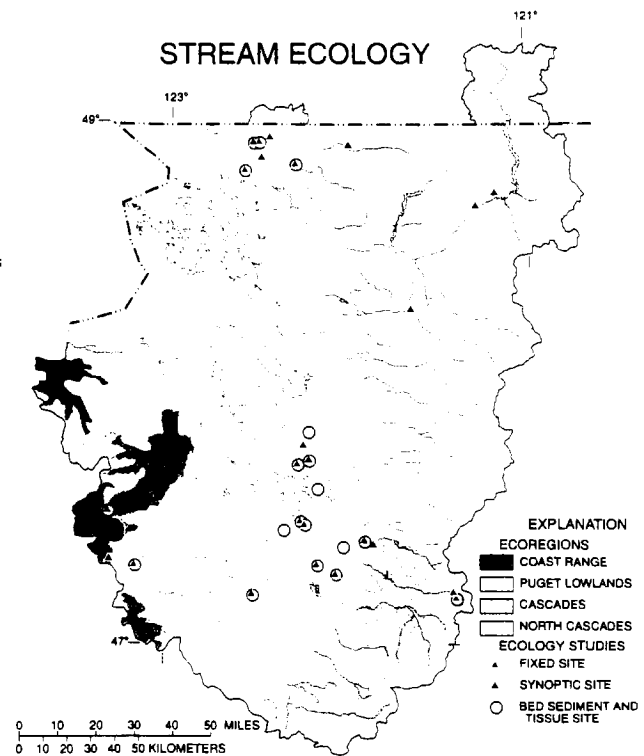 STREAM ECOLOGY
121°
123°
49°
47°
EXPLANATION
ECOREGIONS
COAST RANGE
PUGET LOWLANDS
CASCADES
NORTH CASCADES
ECOLOGY STUDIES
FIXED SITE
SYNOPTIC SITE
BED SEDIMENT AND
TISSUE SITE
0 10 20 30 40 50 MILES
0 10 20 30 40 50 KILOMETERS